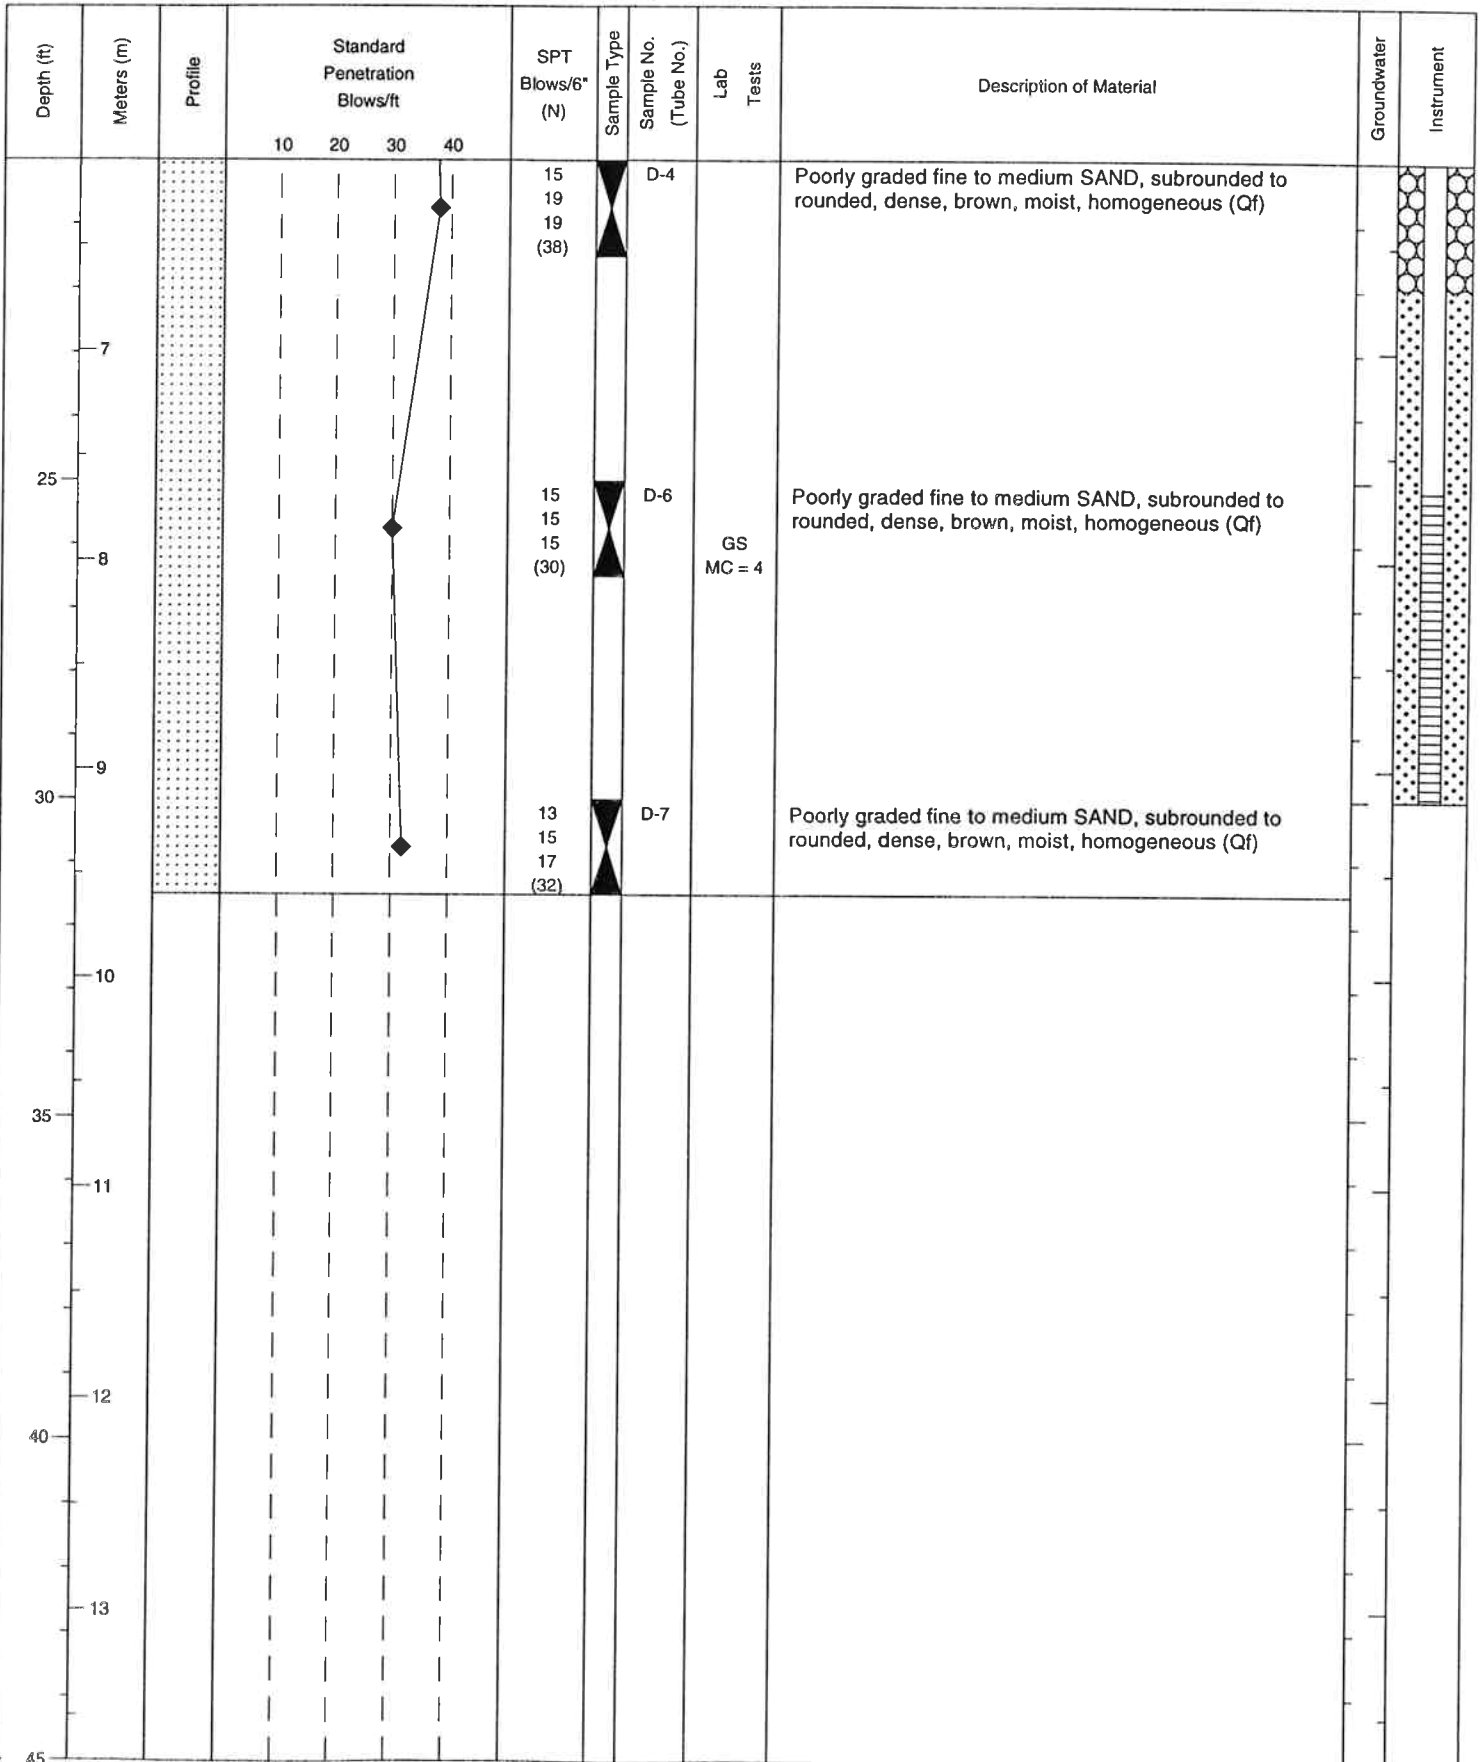 Depth (ft)
Meters (m)
Profile
Standard
Penetration
Blows/ft
10 20 30 40
SPT
Blows/6"
(N)
Sample Type
Sample No.
(Tube No.)
Lab
Tests
Description of Material
Groundwater
Instrument
15
19
19
(38)
D-4
Poorly graded fine to medium SAND, subrounded to
rounded, dense, brown, moist, homogeneous (Qf)
7
25
15
15
15
(30)
D-6
GS
MC = 4
Poorly graded fine to medium SAND, subrounded to
rounded, dense, brown, moist, homogeneous (Qf)
8
9
30
13
15
17
(32)
D-7
Poorly graded fine to medium SAND, subrounded to
rounded, dense, brown, moist, homogeneous (Qf)
10
35
11
12
40
13
45